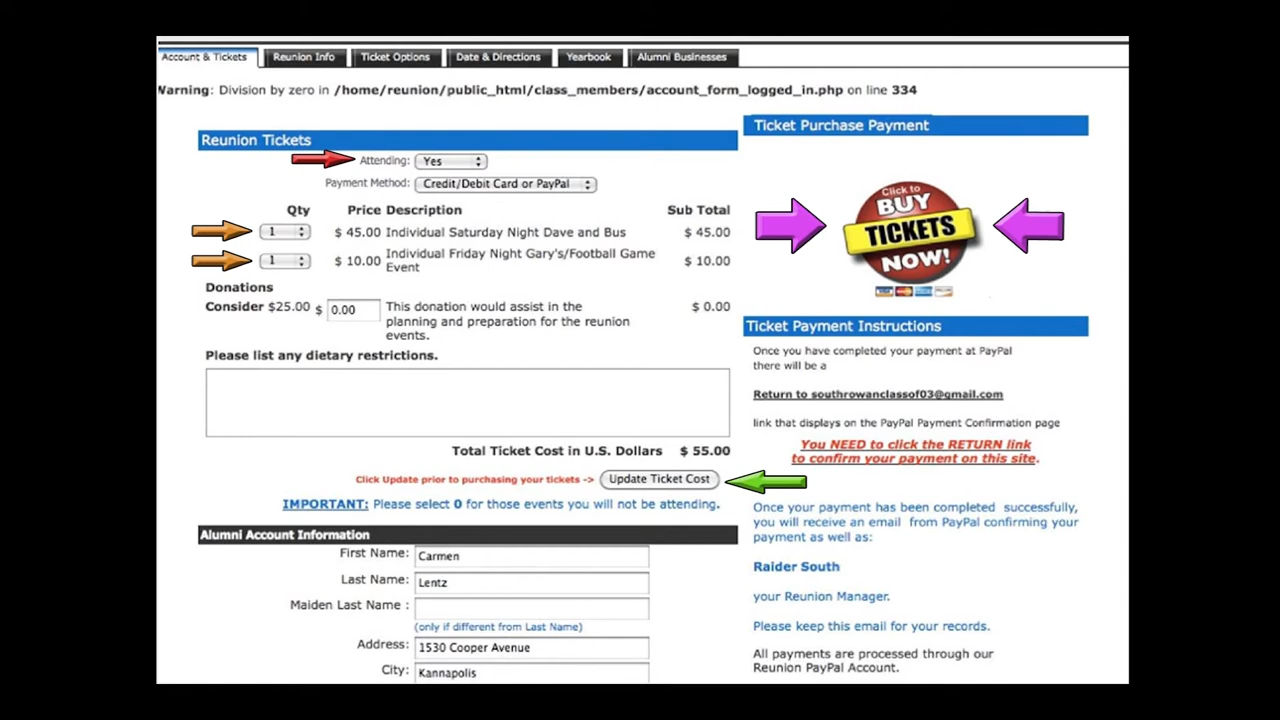 Account & Tickets Reunion Info Ticket Options Date & Directions Yearbook Alumni Businesses
Warning: Division by zero in /home/reunion/public_html/class_members/account_form_logged_in.php on line 334
Reunion Tickets
Attending: Yes
Payment Method: Credit/Debit Card or PayPal
Qty Price Description Sub Total
1 $ 45.00 Individual Saturday Night Dave and Bus $ 45.00
1 $ 10.00 Individual Friday Night Gary's/Football Game $ 10.00
Event
Donations
Consider $25.00 $ 0.00 This donation would assist in the $ 0.00
planning and preparation for the reunion
events.
Please list any dietary restrictions.
Total Ticket Cost in U.S. Dollars $ 55.00
Click Update prior to purchasing your tickets -> Update Ticket Cost
IMPORTANT: Please select 0 for those events you will not be attending.
Alumni Account Information
First Name: Carmen
Last Name: Lentz
Maiden Last Name :
(only if different from Last Name)
Address: 1530 Cooper Avenue
City: Kannapolis
Ticket Purchase Payment
Click to
BUY
TICKETS
NOW!
Ticket Payment Instructions
Once you have completed your payment at PayPal
there will be a
Return to southrowanclassof03@gmail.com
link that displays on the PayPal Payment Confirmation page
You NEED to click the RETURN link
to confirm your payment on this site.
Once your payment has been completed successfully,
you will receive an email from PayPal confirming your
payment as well as:
Raider South
your Reunion Manager.
Please keep this email for your records.
All payments are processed through our
Reunion PayPal Account.